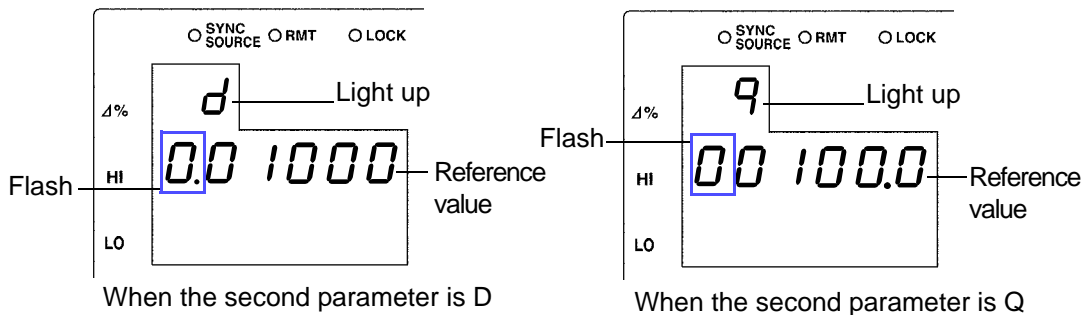 SYNC SOURCE RMT LOCK
Δ%
d
Light up
HI
0.01000
Flash
Reference value
LO
When the second parameter is D
SYNC SOURCE RMT LOCK
Δ%
q
Light up
Flash
HI
00100.0
Reference value
LO
When the second parameter is Q